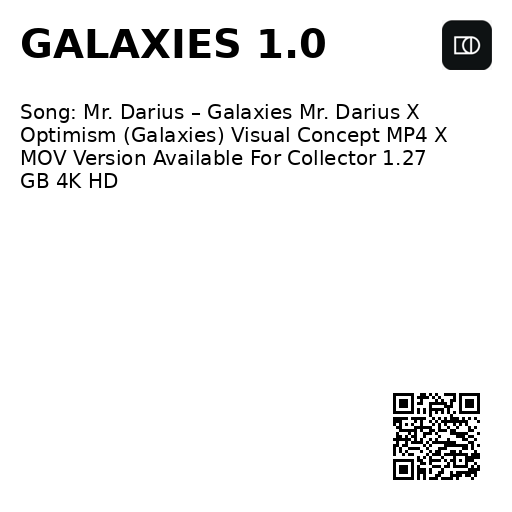 GALAXIES 1.0
Song: Mr. Darius – Galaxies Mr. Darius X
Optimism (Galaxies) Visual Concept MP4 X
MOV Version Available For Collector 1.27
GB 4K HD